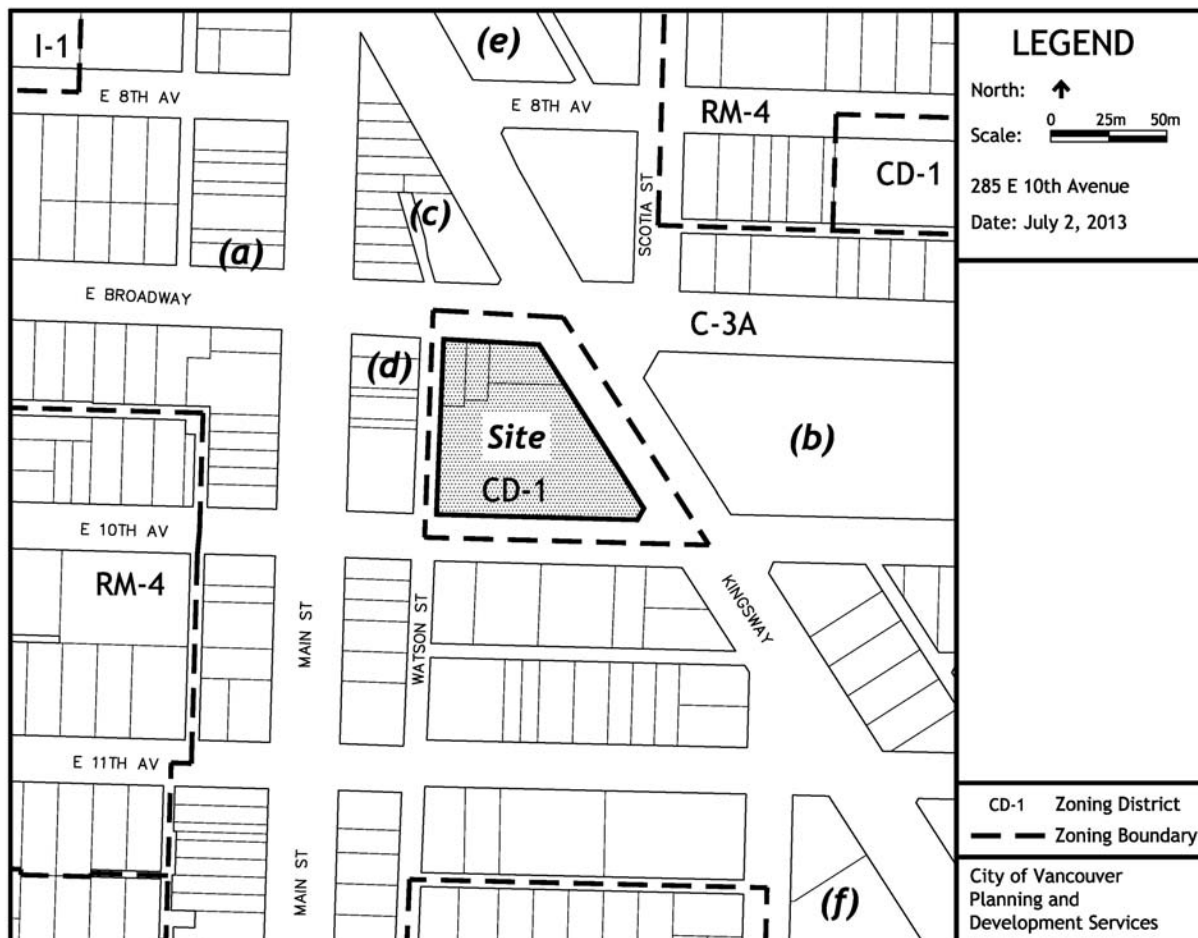 I-1
(e)
E 8TH AV
E 8TH AV
RM-4
CD-1
(c)
SCOTIA ST
(a)
E BROADWAY
C-3A
(d)
Site
CD-1
(b)
E 10TH AV
RM-4
MAIN ST
WATSON ST
KINGSWAY
E 11TH AV
MAIN ST
(f)
LEGEND
North:
Scale: 0 25m 50m
285 E 10th Avenue
Date: July 2, 2013
CD-1 Zoning District
Zoning Boundary
City of Vancouver
Planning and
Development Services